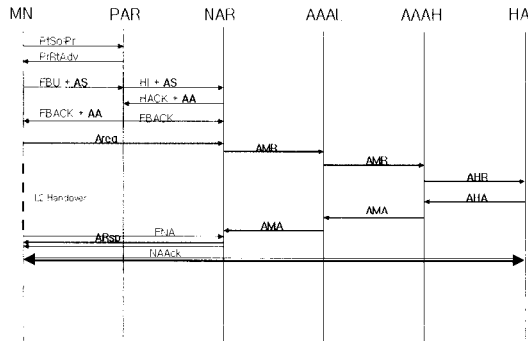 MN PAR NAR AAAL AAAH HA
PrRtAdv
FBU + AS HI + AS
HACK + AA
FBACK + AA FBACK
Areq
AMR
AMR
AHR
AHA
AMA
AMA
L2 Handover
FNA
ARsp
NAAck